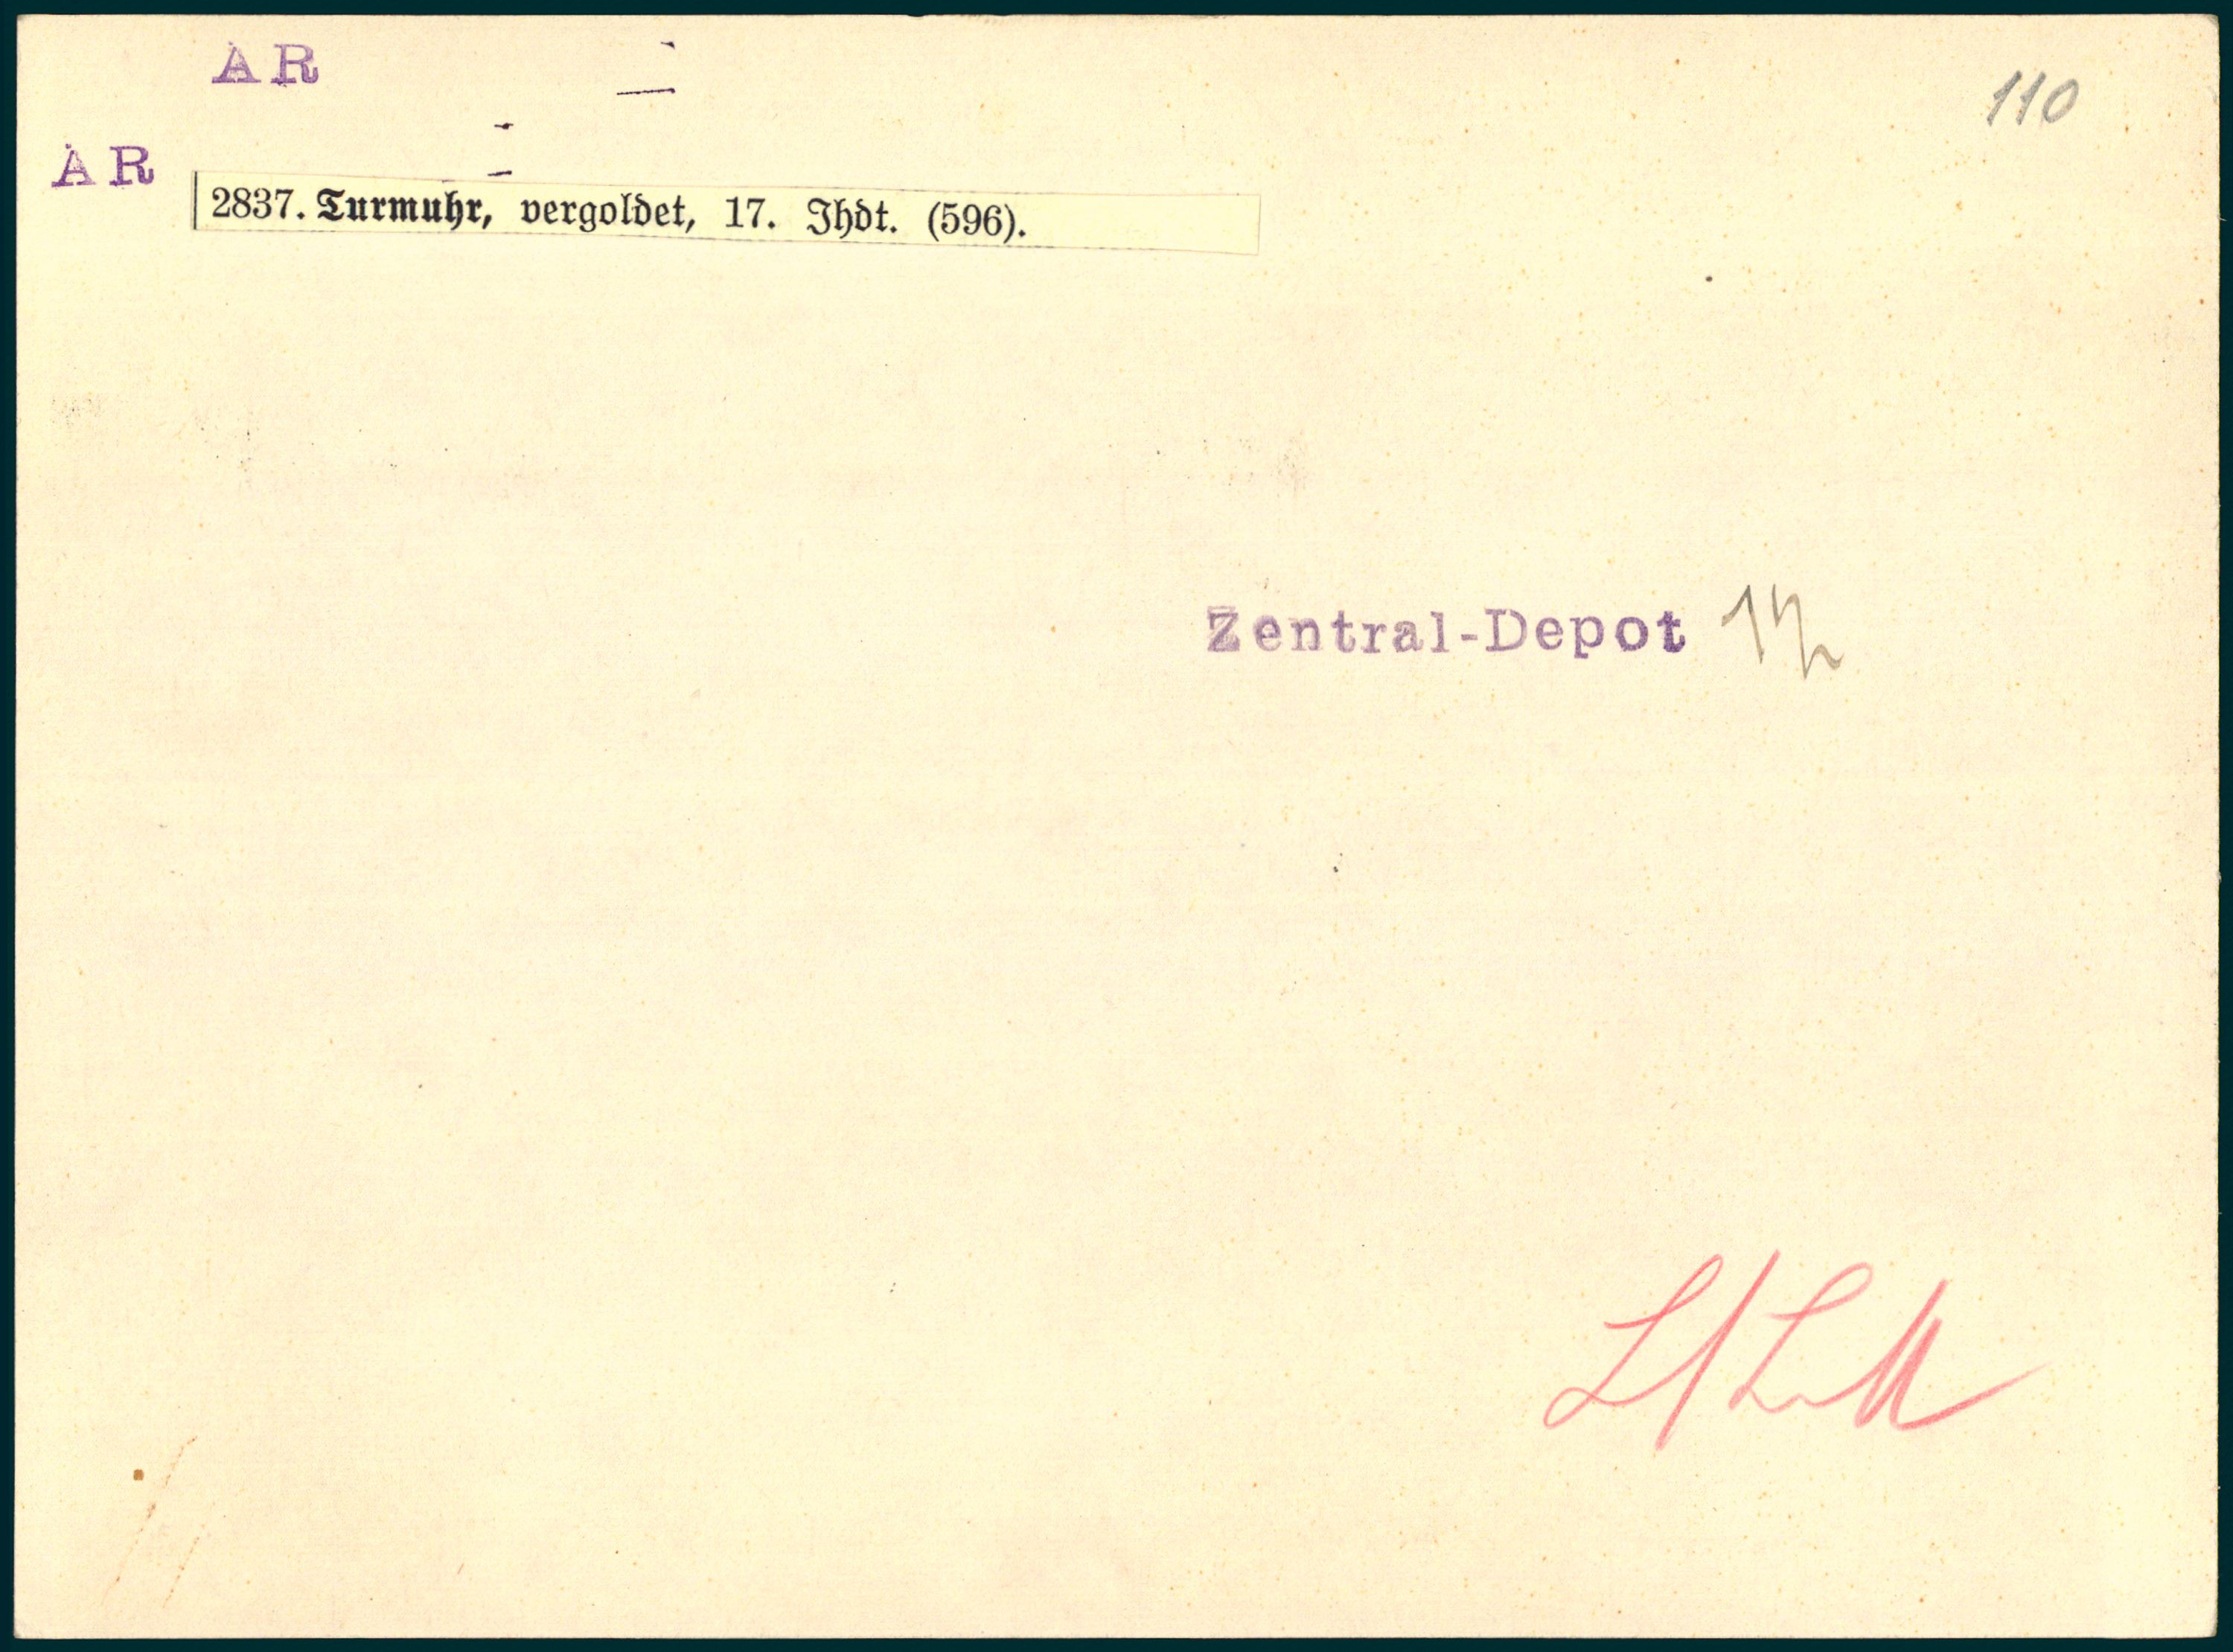 AR
110
AR
2837. Turmuhr, vergoldet, 17. Jhdt. (596).
Zentral-Depot